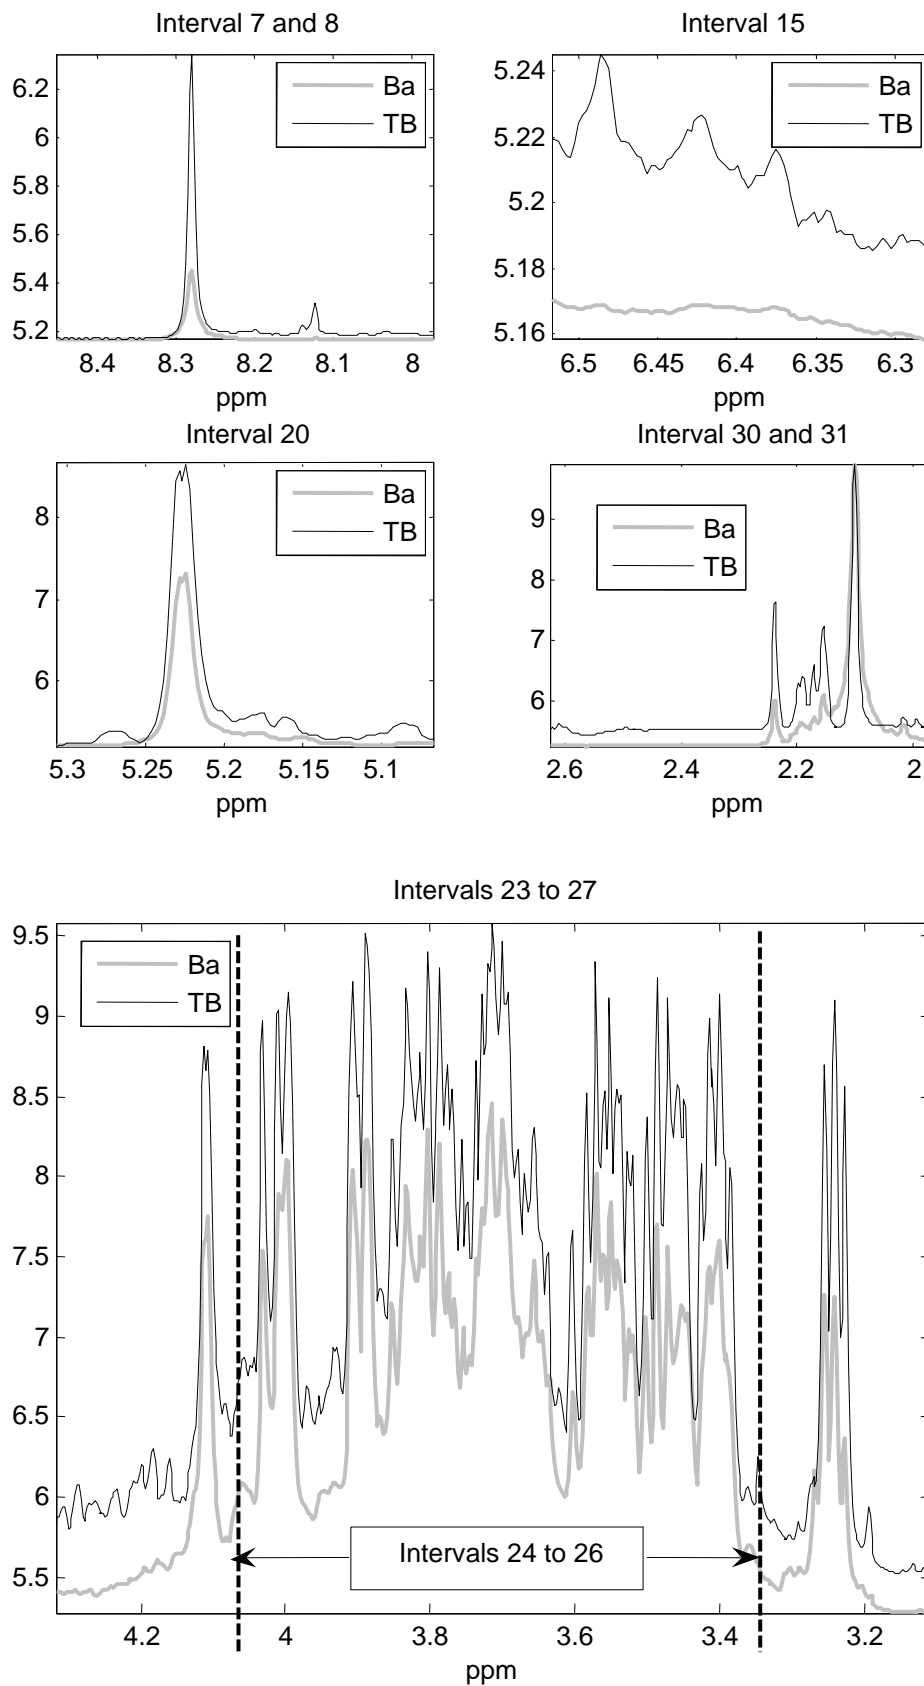 Interval 7 and 8
6.2
6
5.8
5.6
5.4
5.2
Ba
TB
8.4 8.3 8.2 8.1 8
ppm
Interval 15
5.24
5.22
5.2
5.18
5.16
Ba
TB
6.5 6.45 6.4 6.35 6.3
ppm
Interval 20
8
7
6
Ba
TB
5.3 5.25 5.2 5.15 5.1
ppm
Interval 30 and 31
9
8
7
6
Ba
TB
2.6 2.4 2.2 2
ppm
Intervals 23 to 27
9.5
9
8.5
8
7.5
7
6.5
6
5.5
Ba
TB
Intervals 24 to 26
4.2 4 3.8 3.6 3.4 3.2
ppm